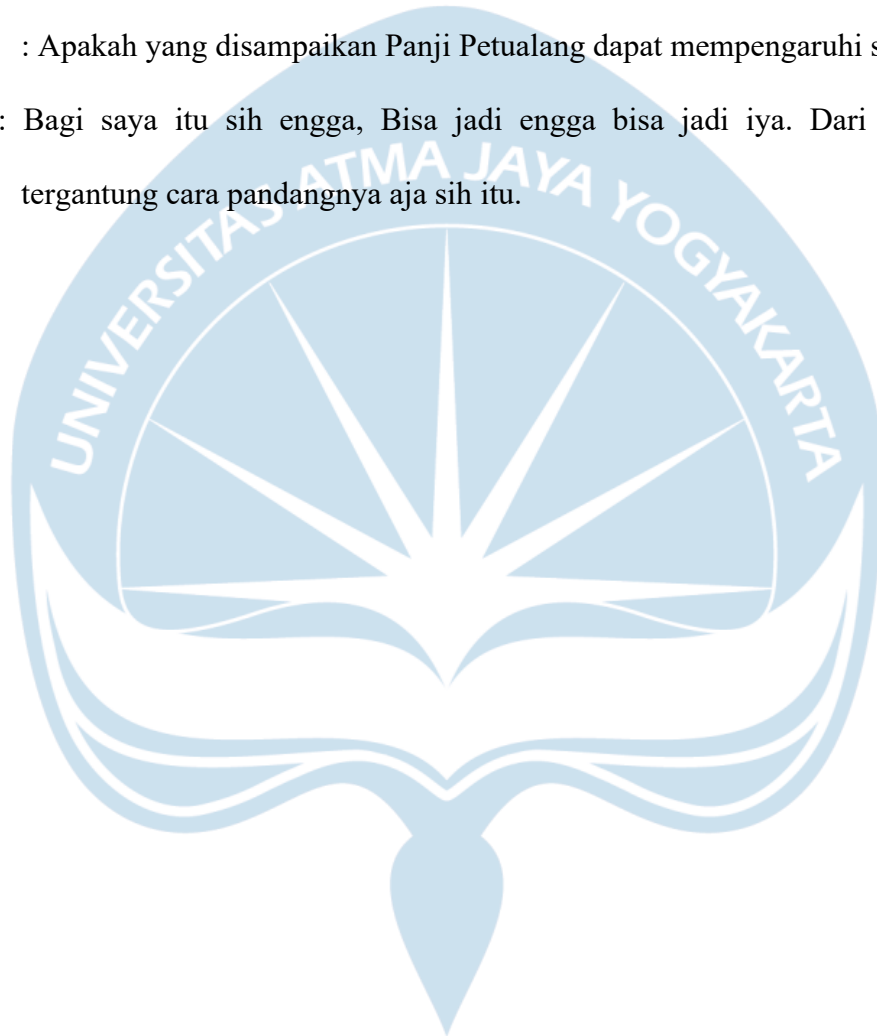 : Apakah yang disampaikan Panji Petualang dapat mempengaruhi
: Bagi saya itu sih engga, Bisa jadi engga bisa jadi iya. Dari
tergantung cara pandangnya aja sih itu.
UNIVERSITAS ATMA JAYA YOGYAKARTA